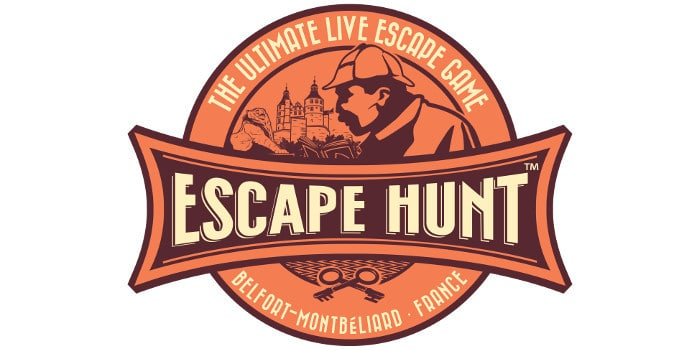 THE ULTIMATE LIVE ESCAPE GAME
ESCAPE HUNT™
BELFORT–MONTBÉLIARD · FRANCE